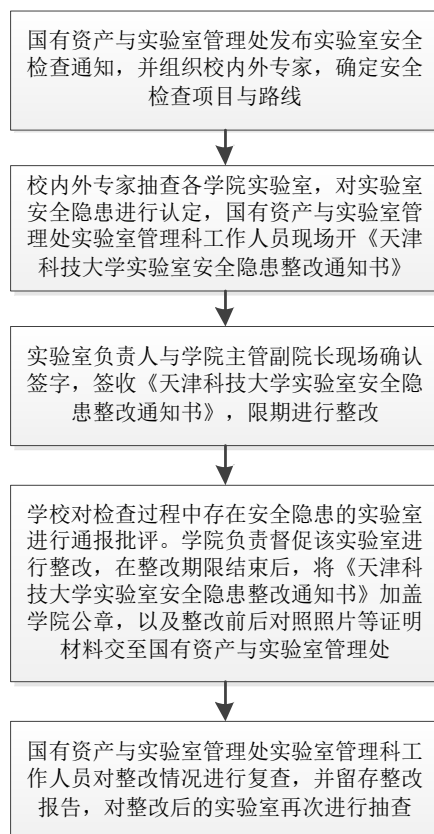 国有资产与实验室管理处发布实验室安全
检查通知，并组织校内外专家，确定安全
检查项目与路线
校内外专家抽查各学院实验室，对实验室
安全隐患进行认定，国有资产与实验室管
理处实验室管理科工作人员现场开《天津
科技大学实验室安全隐患整改通知书》
实验室负责人与学院主管副院长现场确认
签字，签收《天津科技大学实验室安全隐
患整改通知书》，限期进行整改
学校对检查过程中存在安全隐患的实验室
进行通报批评。学院负责督促该实验室进
行整改，在整改期限结束后，将《天津科
技大学实验室安全隐患整改通知书》加盖
学院公章，以及整改前后对照照片等证明
材料交至国有资产与实验室管理处
国有资产与实验室管理处实验室管理科工
作人员对整改情况进行复查，并留存整改
报告，对整改后的实验室再次进行抽查